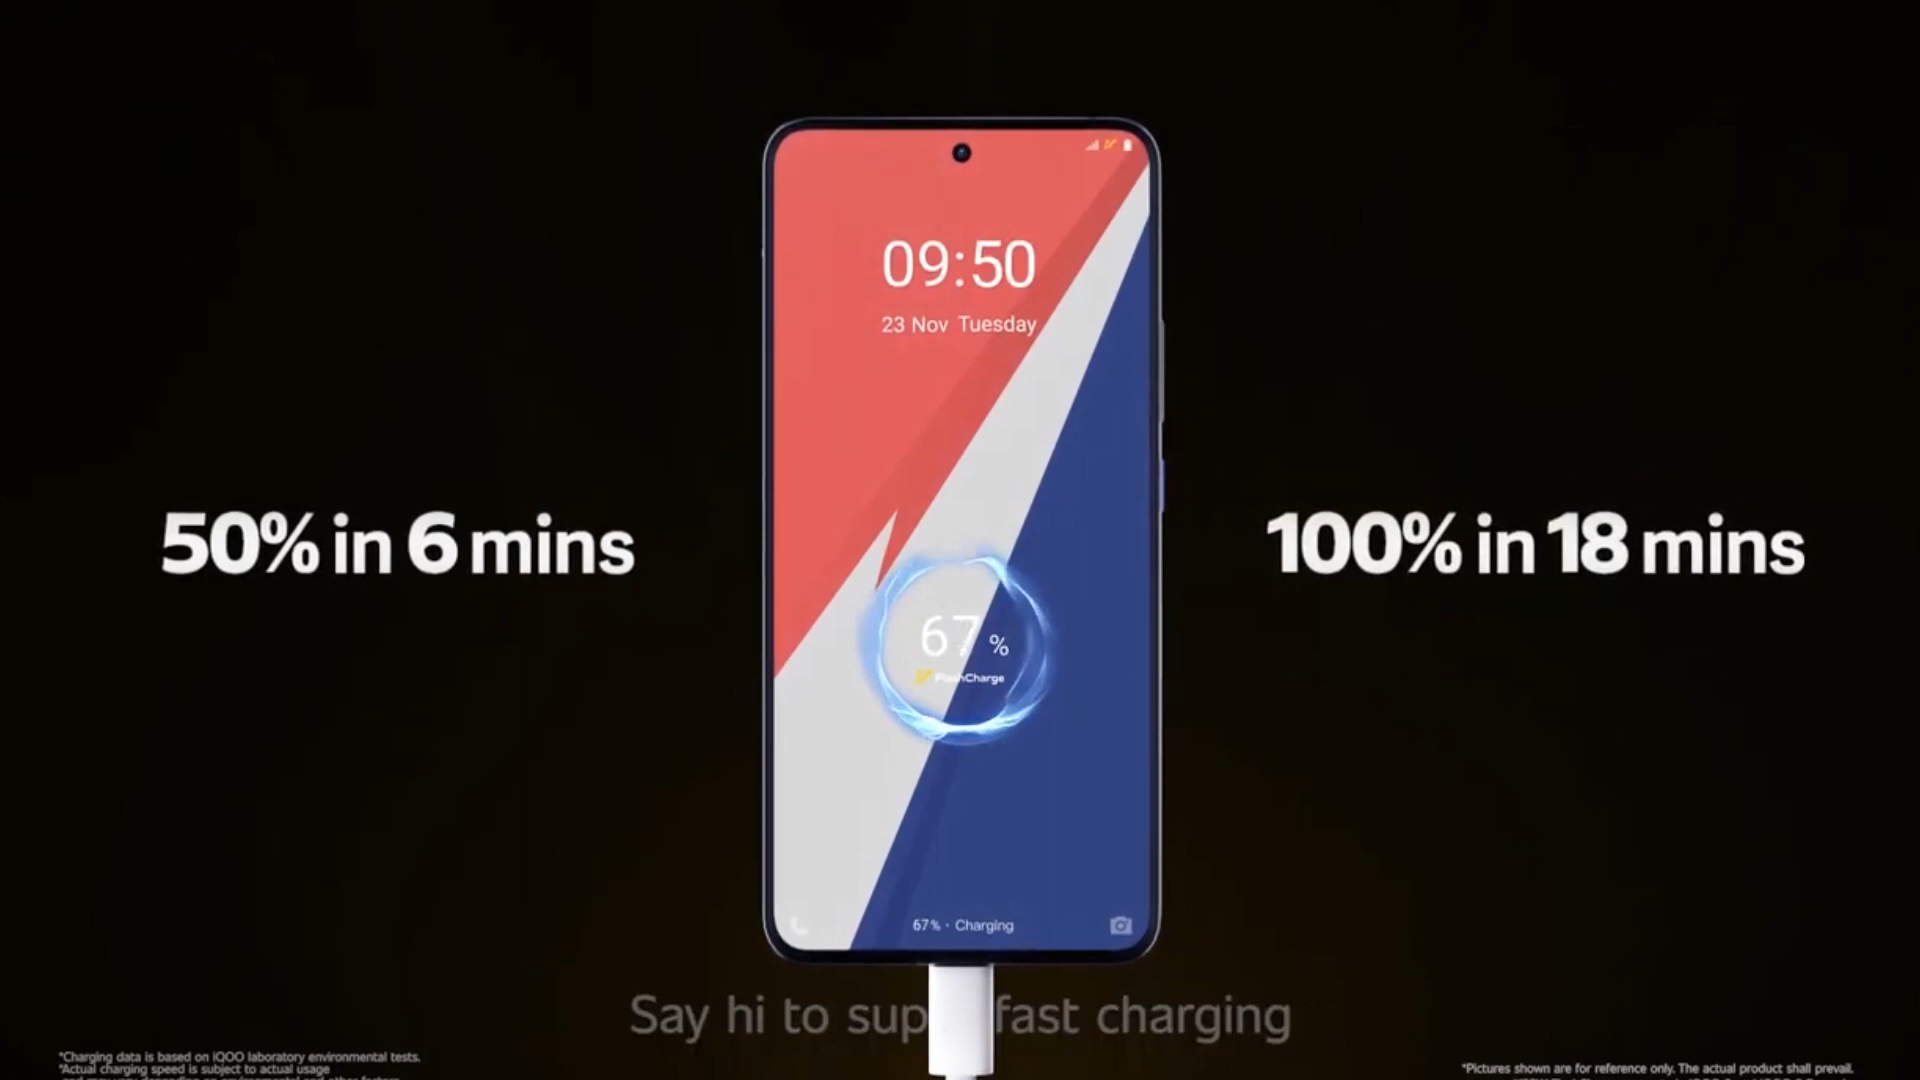 09:50
23 Nov Tuesday
50% in 6 mins
100% in 18 mins
67 %
FlashCharge
67% · Charging
Say hi to sup fast charging
*Charging data is based on iQOO laboratory environmental tests.
*Actual charging speed is subject to actual usage
*Pictures shown are for reference only. The actual product shall prevail.